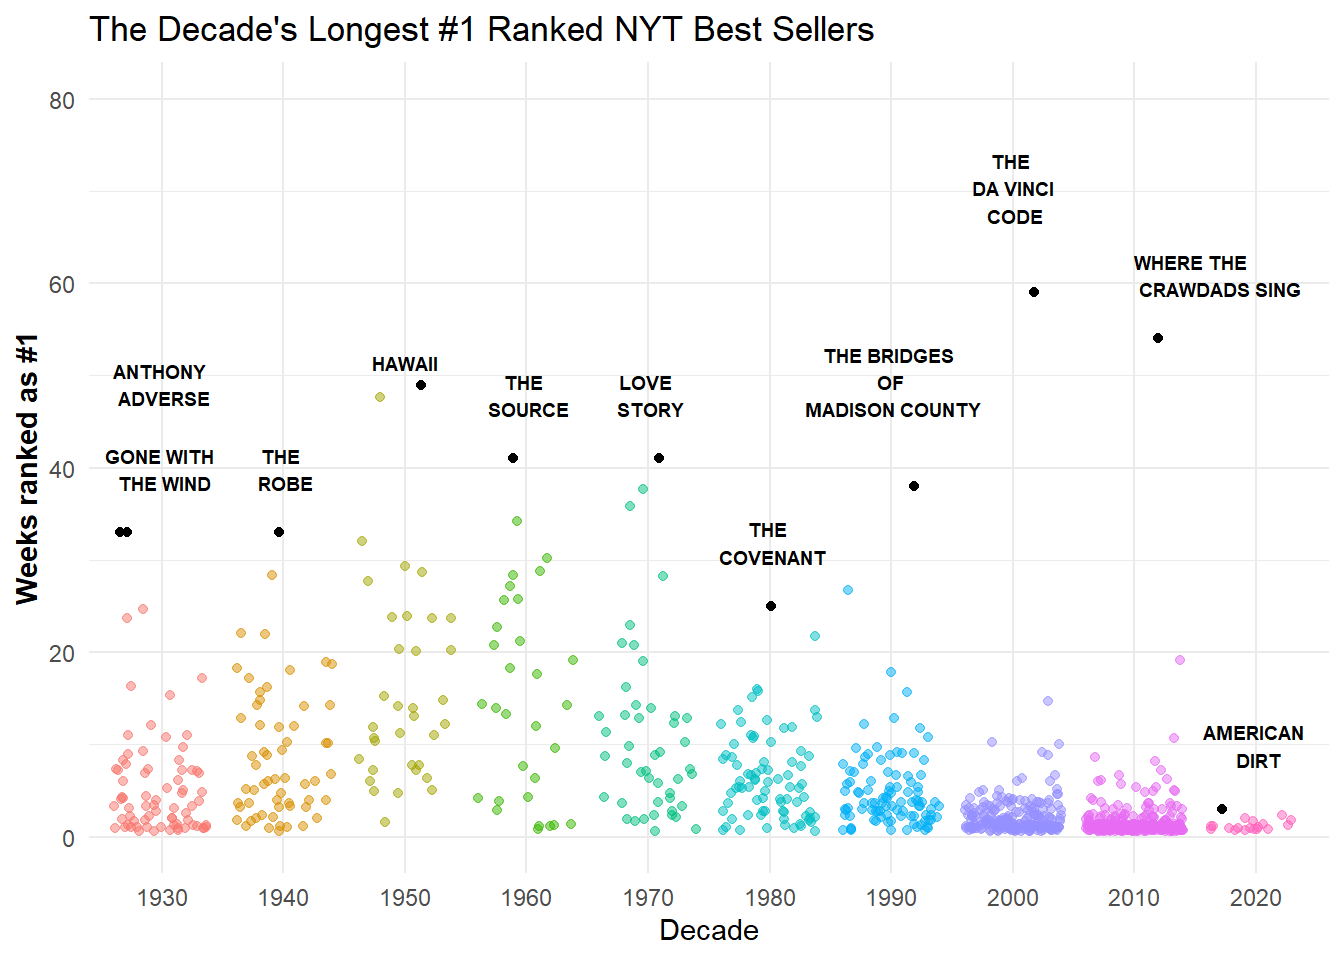 The Decade's Longest #1 Ranked NYT Best Sellers
Weeks ranked as #1
80
60
40
20
0
ANTHONY
ADVERSE
GONE WITH
THE WIND
THE
ROBE
HAWAII
THE
SOURCE
LOVE
STORY
THE
COVENANT
THE BRIDGES
OF
MADISON COUNTY
THE
DA VINCI
CODE
WHERE THE
CRAWDADS SING
AMERICAN
DIRT
1930 1940 1950 1960 1970 1980 1990 2000 2010 2020
Decade